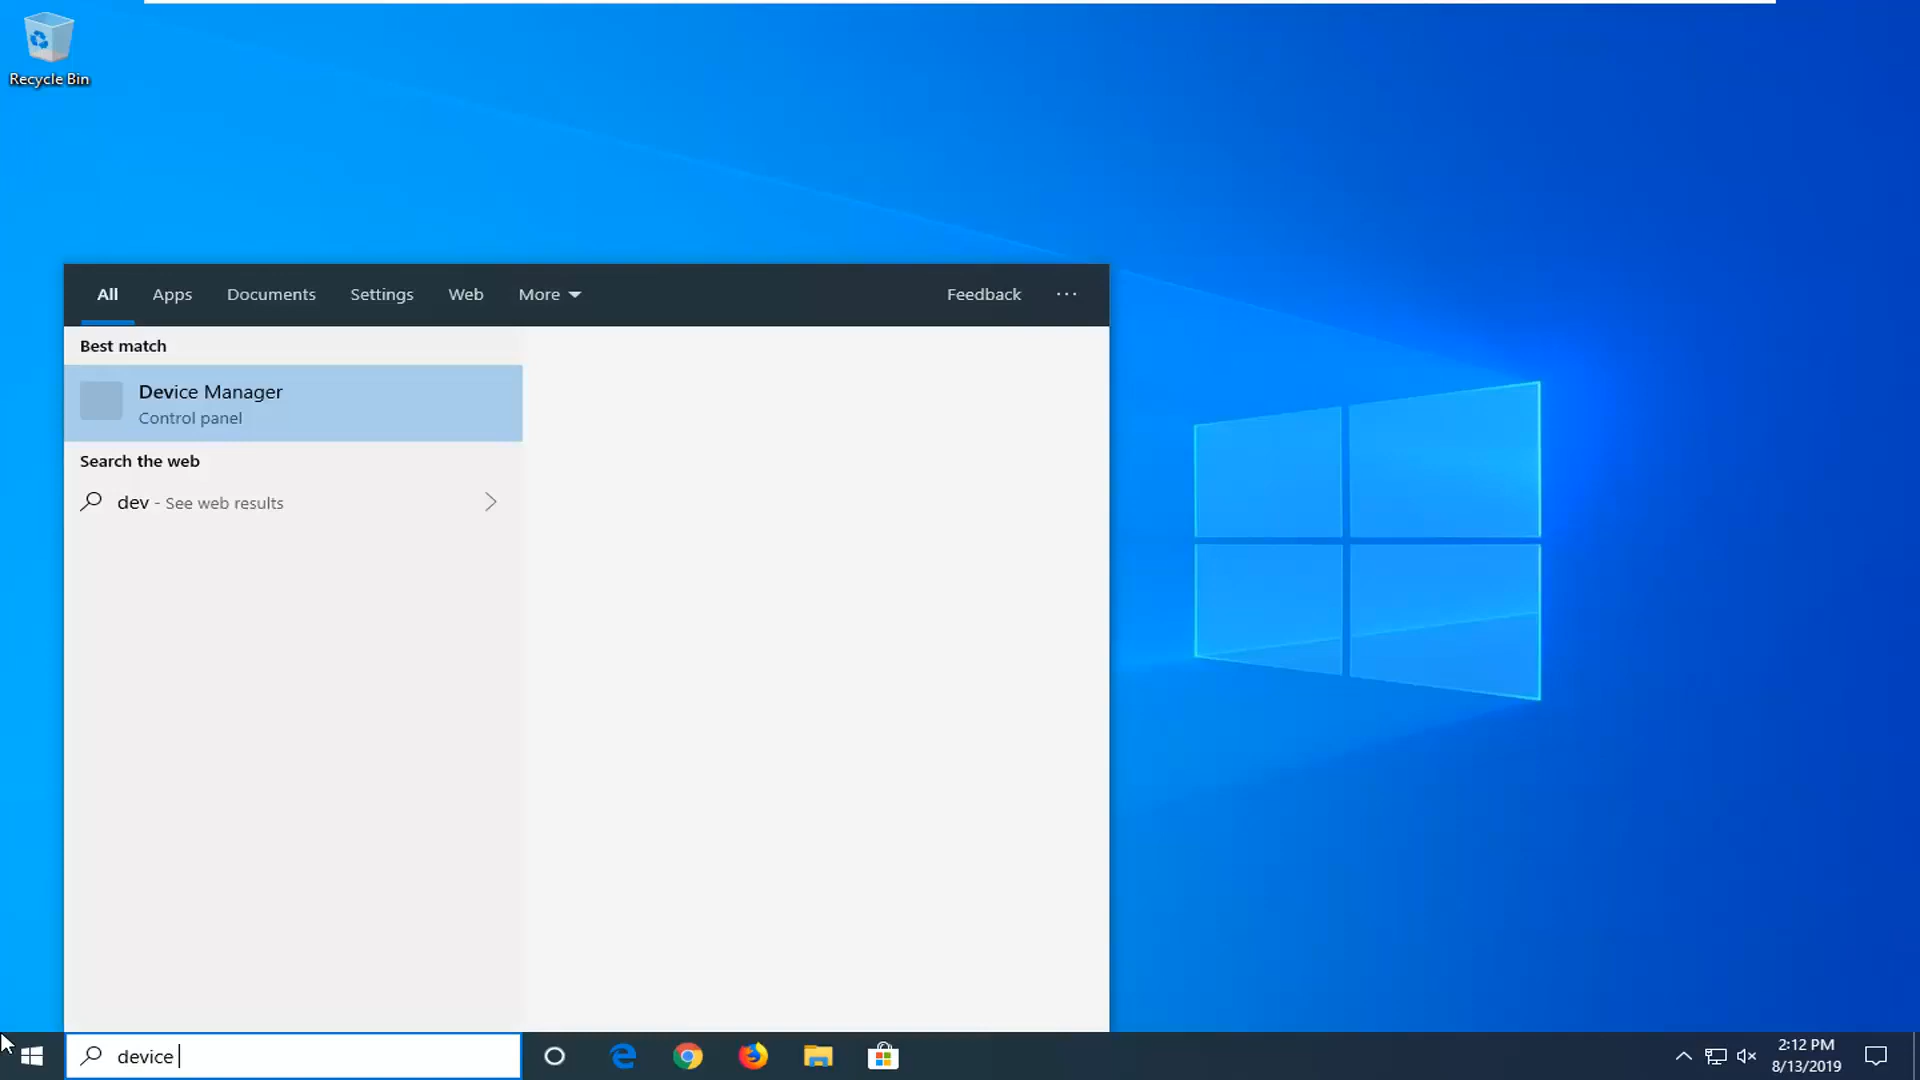 Recycle Bin
All Apps Documents Settings Web More Feedback ...
Best match
Device Manager
Control panel
Search the web
dev - See web results
device
2:12 PM
8/13/2019